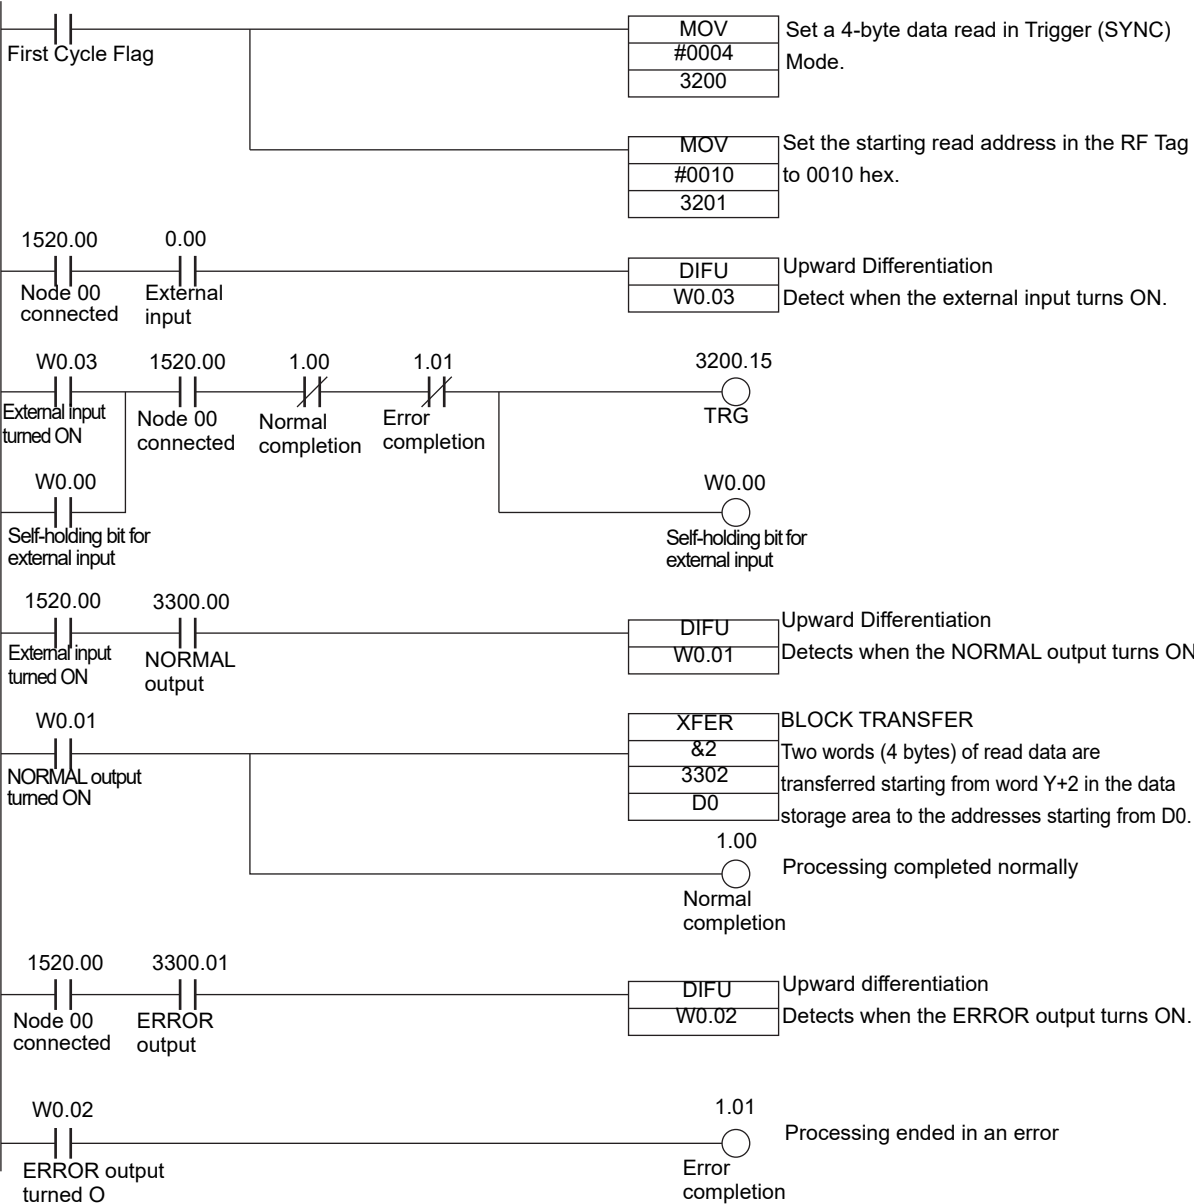 First Cycle Flag
MOV
#0004
3200
Set a 4-byte data read in Trigger (SYNC)
Mode.
MOV
#0010
3201
Set the starting read address in the RF Tag
to 0010 hex.
1520.00
0.00
Node 00
connected
External
input
DIFU
W0.03
Upward Differentiation
Detect when the external input turns ON.
W0.03
1520.00
1.00
1.01
3200.15
External input
turned ON
Node 00
connected
Normal
completion
Error
completion
TRG
W0.00
W0.00
Self-holding bit for
external input
Self-holding bit for
external input
1520.00
3300.00
External input
turned ON
NORMAL
output
DIFU
W0.01
Upward Differentiation
Detects when the NORMAL output turns ON
W0.01
NORMAL output
turned ON
XFER
&2
3302
D0
BLOCK TRANSFER
Two words (4 bytes) of read data are
transferred starting from word Y+2 in the data
storage area to the addresses starting from D0.
1.00
Processing completed normally
Normal
completion
1520.00
3300.01
Node 00
connected
ERROR
output
DIFU
W0.02
Upward differentiation
Detects when the ERROR output turns ON.
W0.02
1.01
Processing ended in an error
ERROR output
turned O
Error
completion